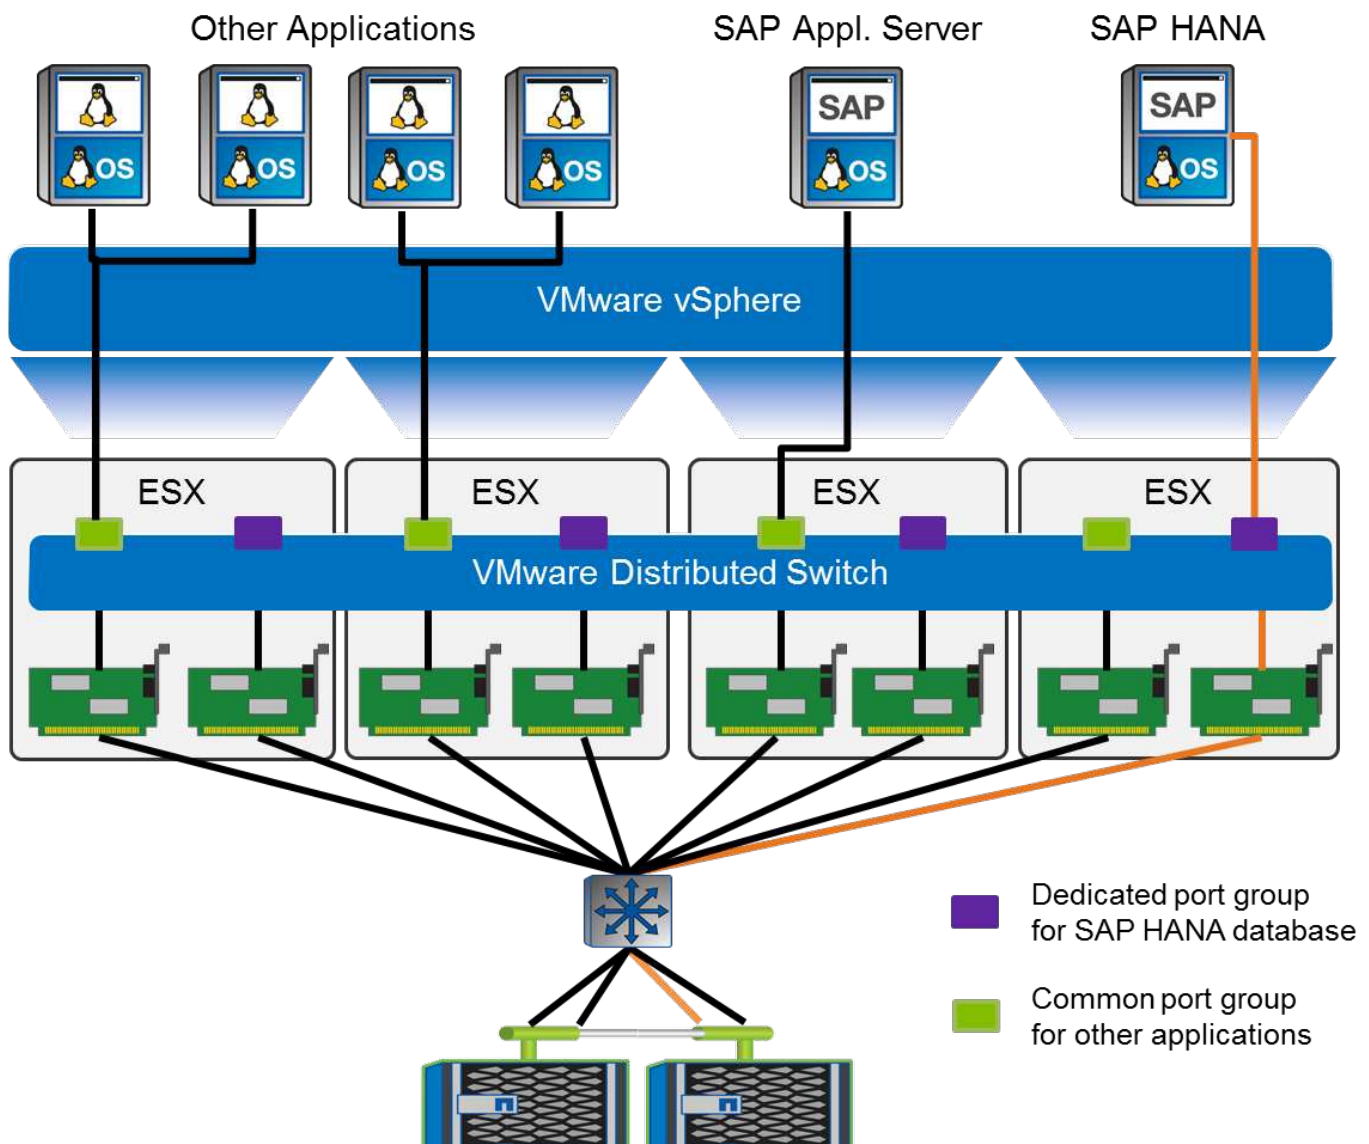 Other Applications
SAP Appl. Server
SAP HANA
SAP
SAP
OS
OS
OS
OS
OS
OS
VMware vSphere
ESX
ESX
ESX
ESX
VMware Distributed Switch
Dedicated port group
for SAP HANA database
Common port group
for other applications